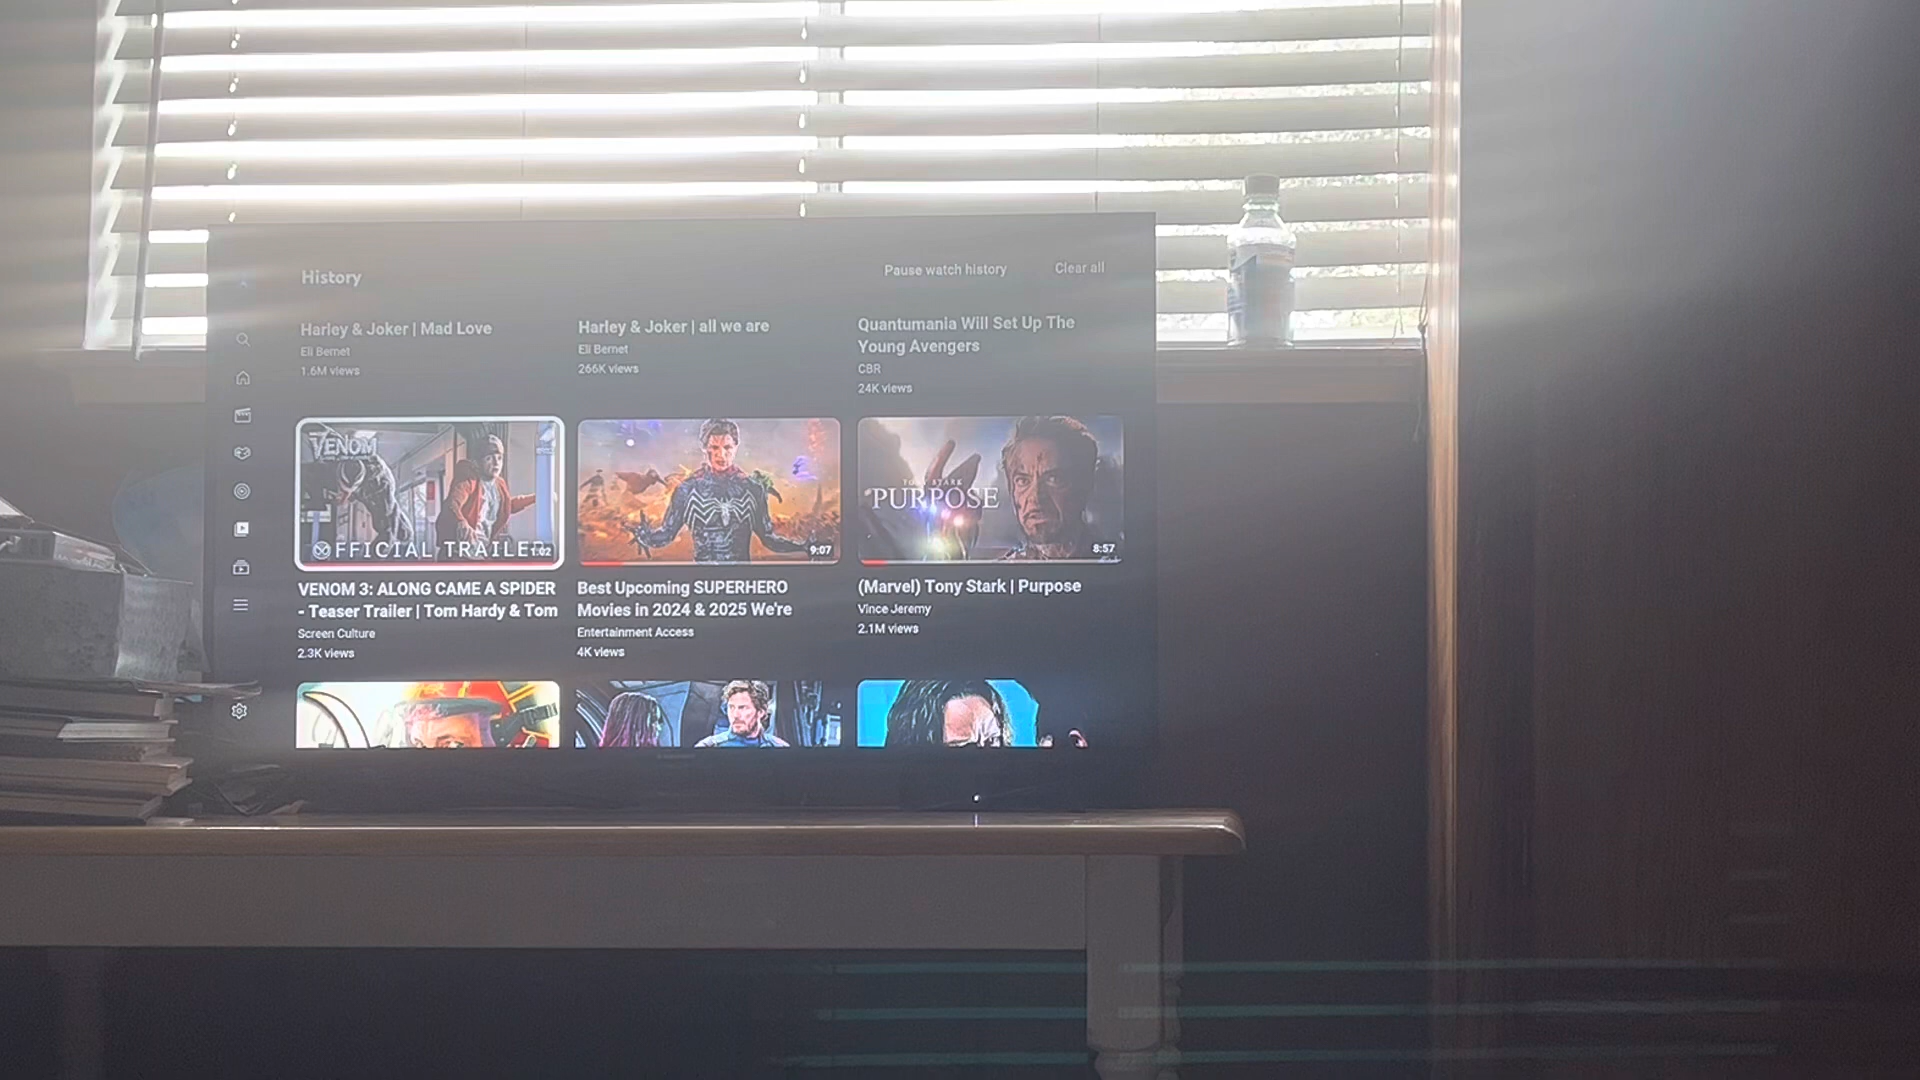 History
Pause watch history
Clear all
Harley & Joker | Mad Love
Eli Bernet
1.6M views
Harley & Joker | all we are
Eli Bernet
266K views
Quantumania Will Set Up The
Young Avengers
CBR
24K views
VENOM
OFFICIAL TRAILER
1:02
9:07
TONY STARK
PURPOSE
8:57
VENOM 3: ALONG CAME A SPIDER
- Teaser Trailer | Tom Hardy & Tom
Screen Culture
2.3K views
Best Upcoming SUPERHERO
Movies in 2024 & 2025 We're
Entertainment Access
4K views
(Marvel) Tony Stark | Purpose
Vince Jeremy
2.1M views